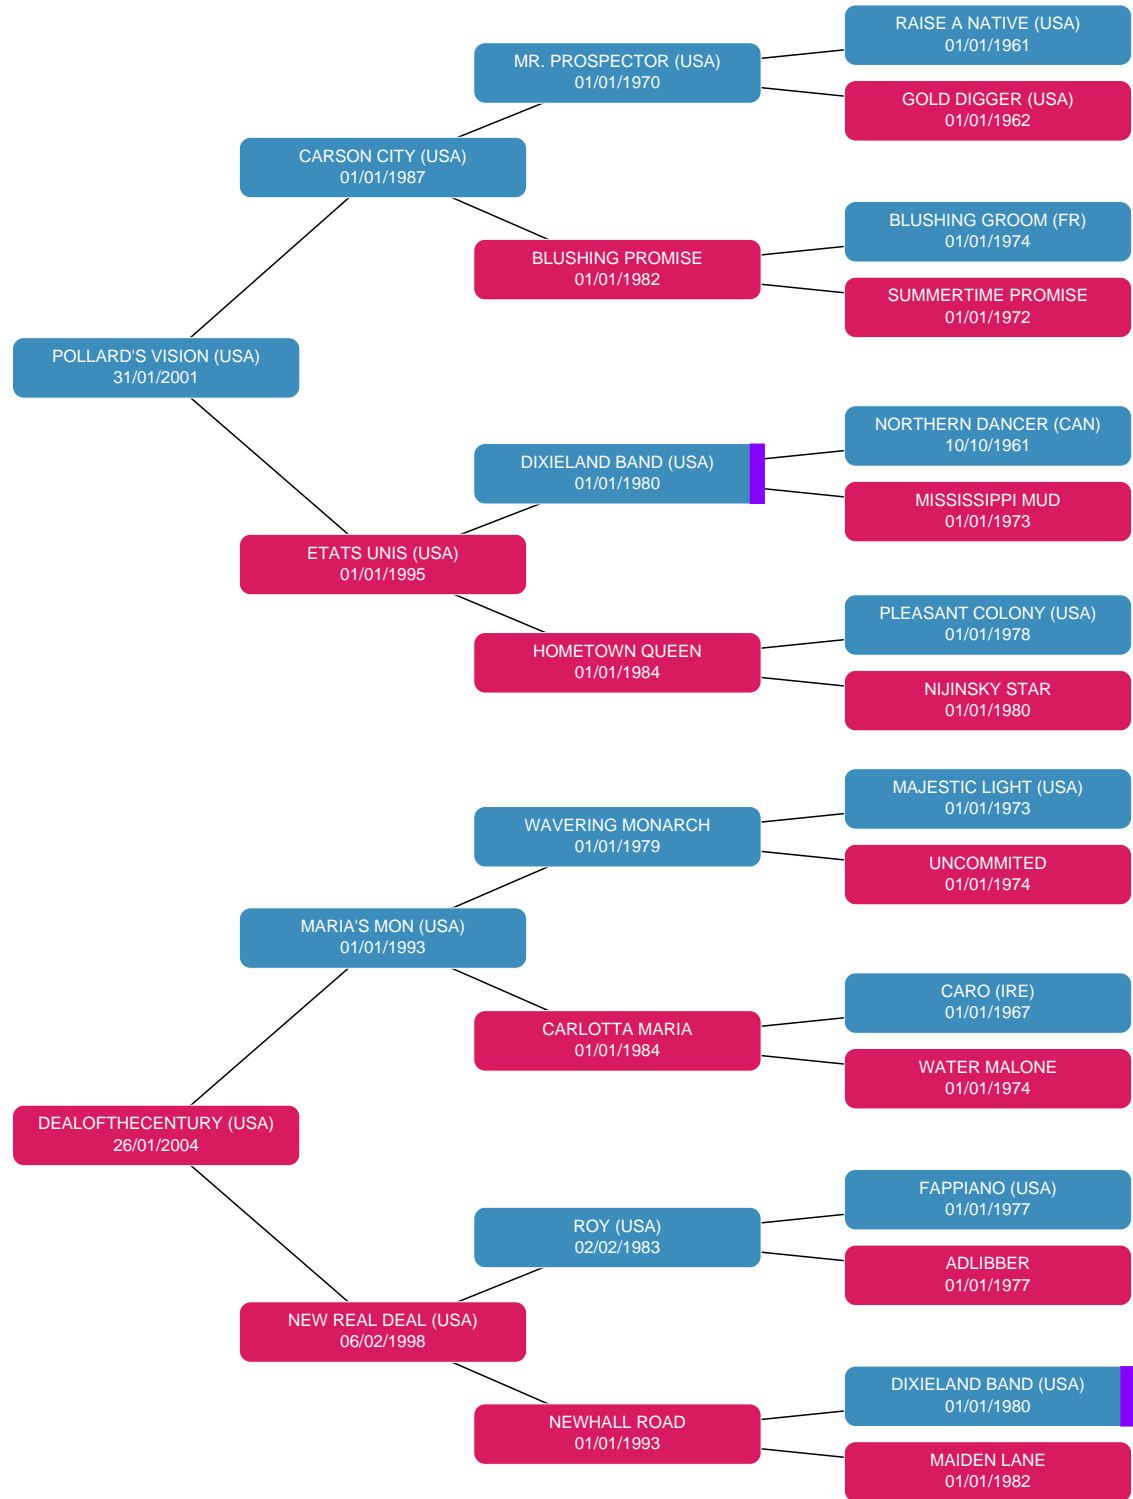 RAISE A NATIVE (USA)
01/01/1961
MR. PROSPECTOR (USA)
01/01/1970
GOLD DIGGER (USA)
01/01/1962
CARSON CITY (USA)
01/01/1987
BLUSHING GROOM (FR)
01/01/1974
BLUSHING PROMISE
01/01/1982
SUMMERTIME PROMISE
01/01/1972
POLLARD'S VISION (USA)
31/01/2001
NORTHERN DANCER (CAN)
10/10/1961
DIXIELAND BAND (USA)
01/01/1980
MISSISSIPPI MUD
01/01/1973
ETATS UNIS (USA)
01/01/1995
PLEASANT COLONY (USA)
01/01/1978
HOMETOWN QUEEN
01/01/1984
NIJINSKY STAR
01/01/1980
MAJESTIC LIGHT (USA)
01/01/1973
WAVERING MONARCH
01/01/1979
UNCOMMITED
01/01/1974
MARIA'S MON (USA)
01/01/1993
CARO (IRE)
01/01/1967
CARLOTTA MARIA
01/01/1984
WATER MALONE
01/01/1974
DEALOFTHECENTURY (USA)
26/01/2004
FAPPIANO (USA)
01/01/1977
ROY (USA)
02/02/1983
ADLIBBER
01/01/1977
NEW REAL DEAL (USA)
06/02/1998
DIXIELAND BAND (USA)
01/01/1980
NEWHALL ROAD
01/01/1993
MAIDEN LANE
01/01/1982